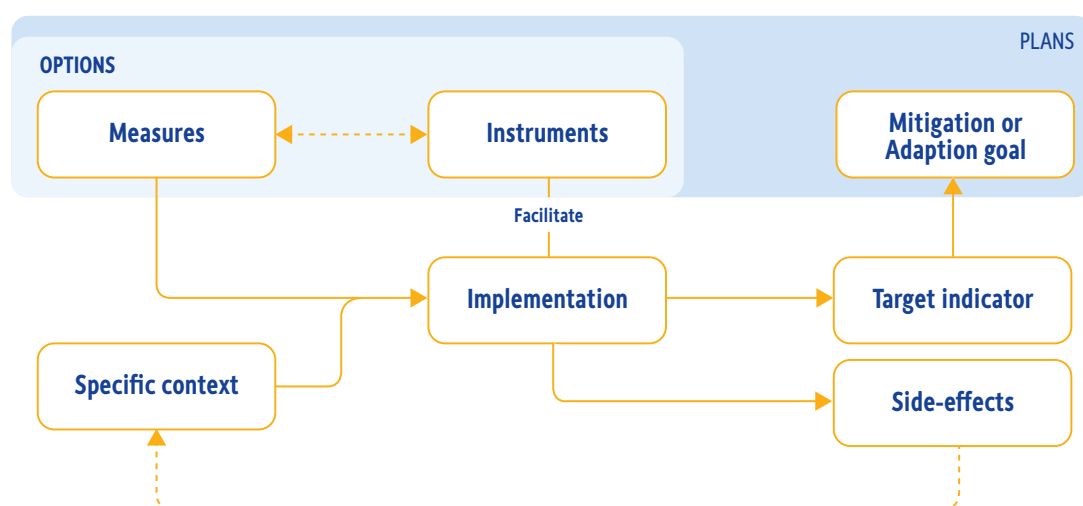 PLANS
OPTIONS
Measures
Instruments
Mitigation or
Adaption goal
Facilitate
Implementation
Target indicator
Specific context
Side-effects